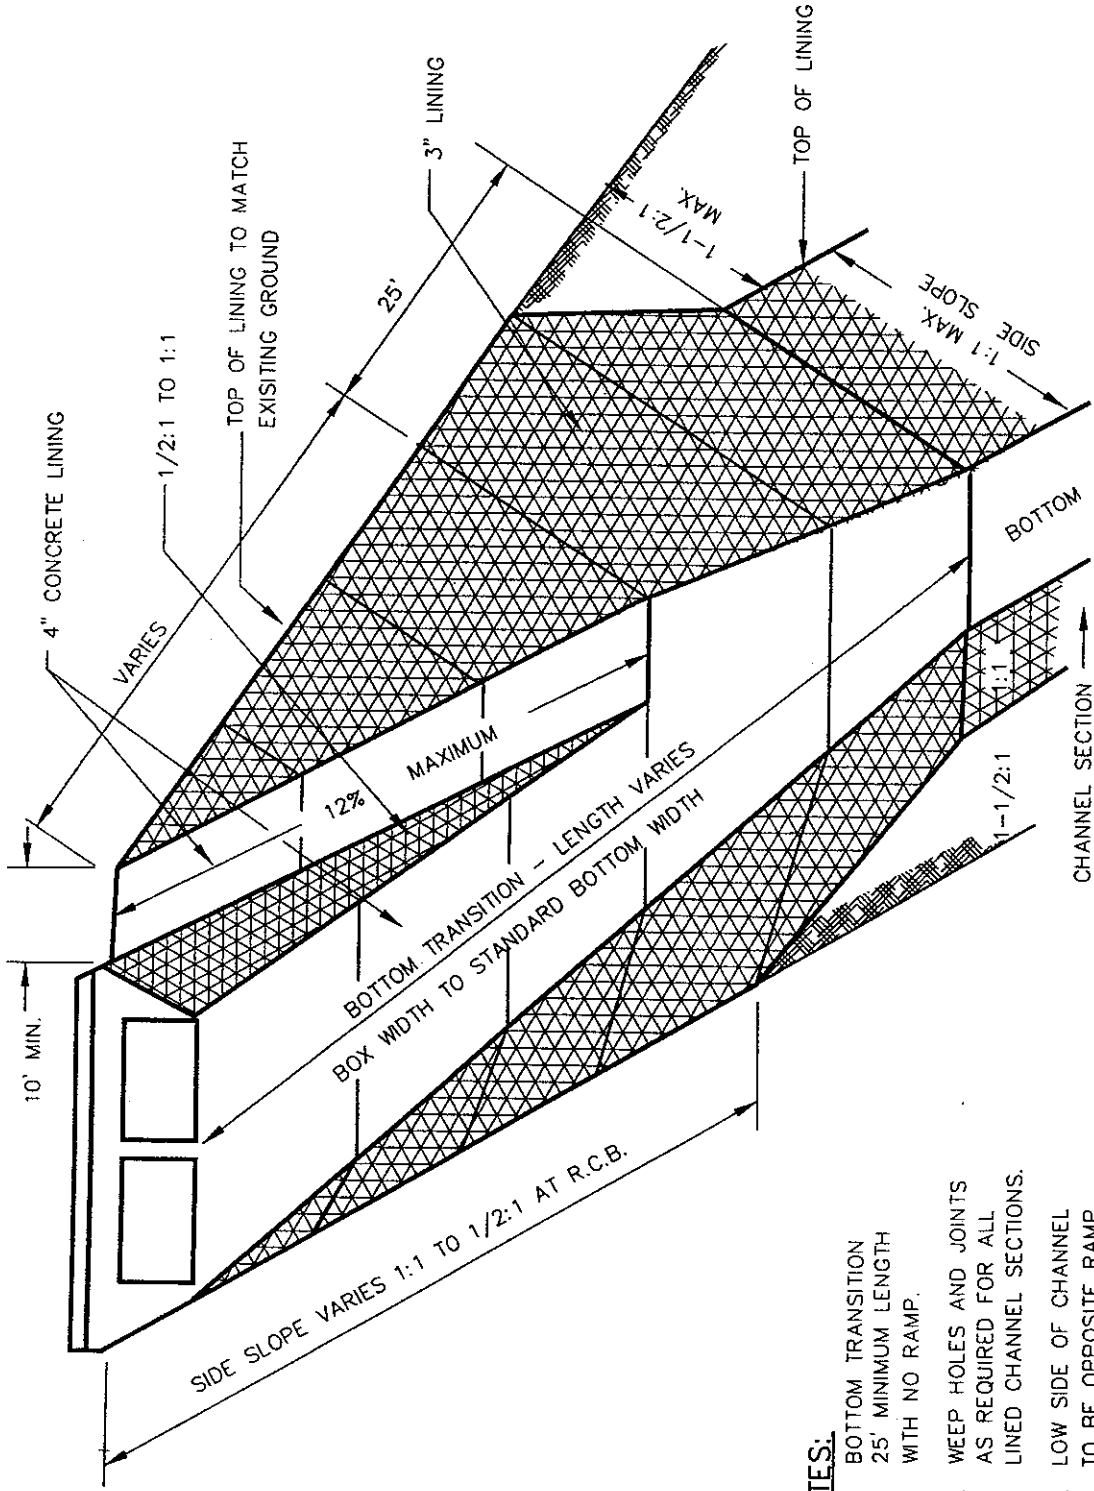 10' MIN.
VARIES
4" CONCRETE LINING
1/2:1 TO 1:1
TOP OF LINING TO MATCH
EXISITING GROUND
25'
3" LINING
1-1/2:1
MAX.
TOP OF LINING
1:1 MAX.
SIDE SLOPE
12%
MAXIMUM
BOTTOM TRANSITION - LENGTH VARIES
BOX WIDTH TO STANDARD BOTTOM WIDTH
BOTTOM
1:1
1-1/2:1
CHANNEL SECTION
SIDE SLOPE VARIES 1:1 TO 1/2:1 AT R.C.B.
TES:
BOTTOM TRANSITION
25' MINIMUM LENGTH
WITH NO RAMP.
WEEP HOLES AND JOINTS
AS REQUIRED FOR ALL
LINED CHANNEL SECTIONS.
LOW SIDE OF CHANNEL
TO BE OPPOSITE RAMP